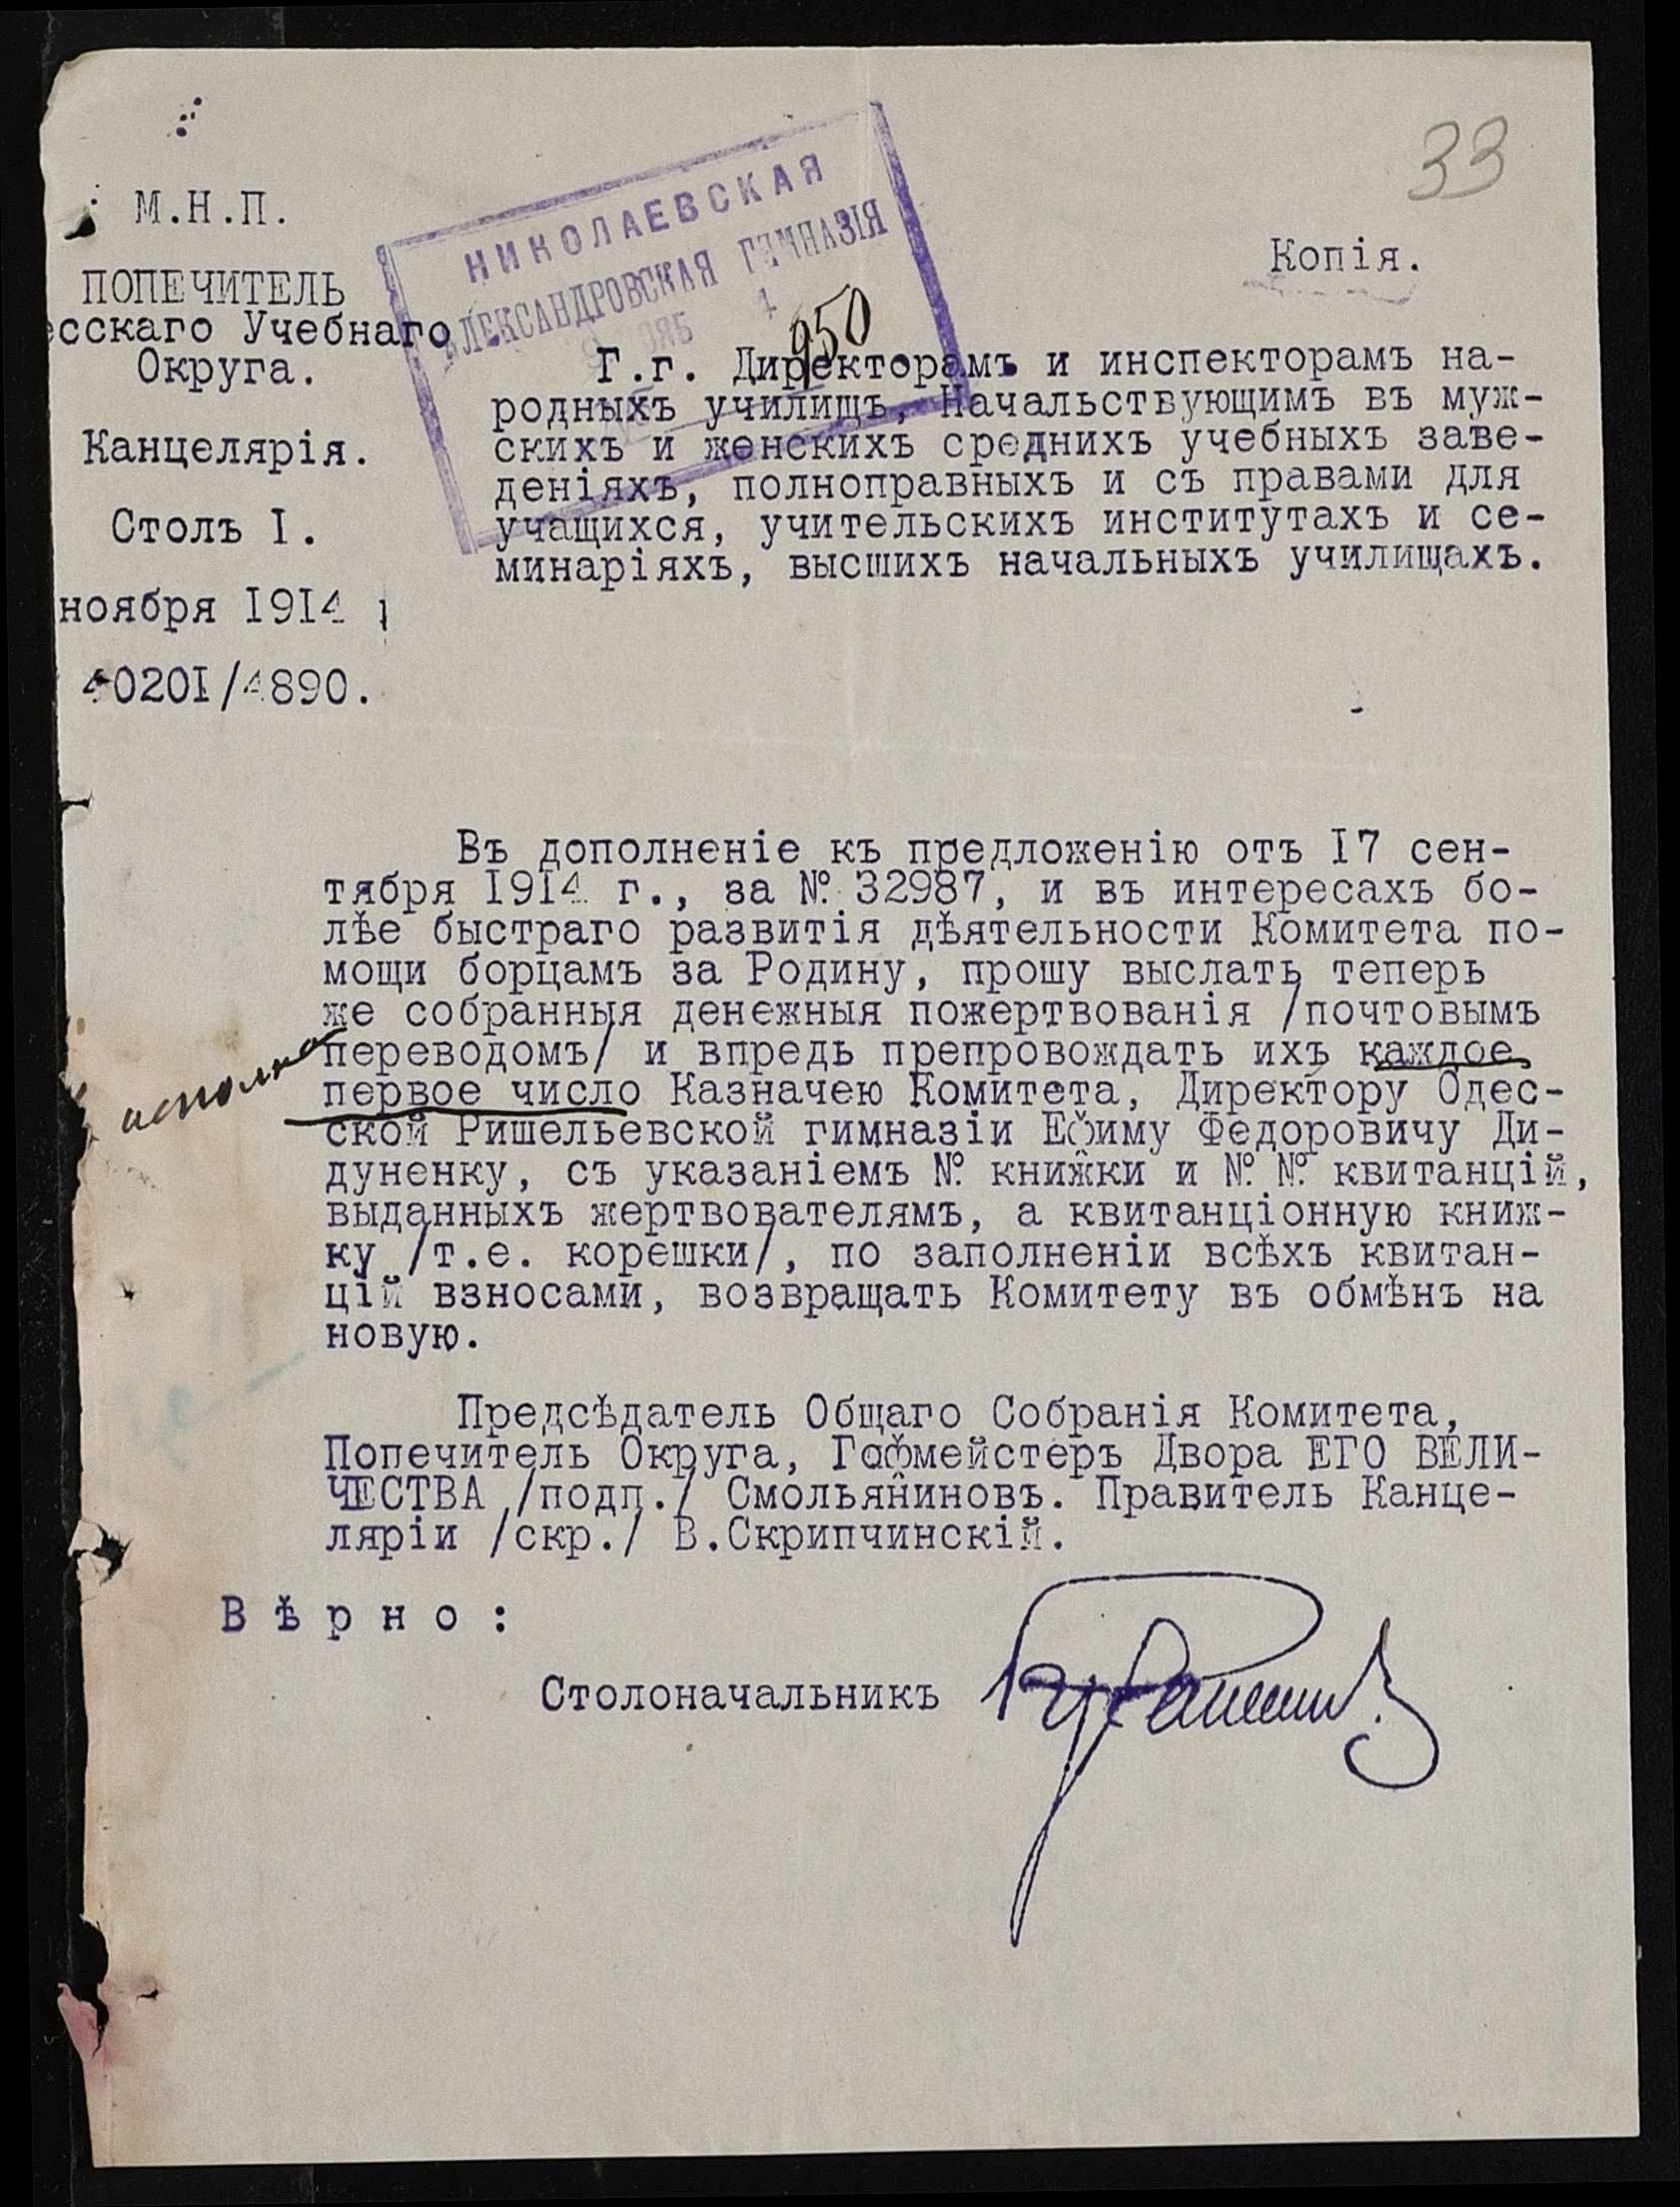 33
М.Н.П.
ПОПЕЧИТЕЛЬ
есскаго Учебнаго
Округа.
Канцелярія.
Столъ I.
ноября 1914
40201/4890.
НИКОЛАЕВСКАЯ
АЛЕКСАНДРОВСКАЯ ГИМНАЗІЯ
950
Копія.
Г.г. Директорамъ и инспекторамъ на-
родныхъ училищъ, Начальствующимъ въ муж-
скихъ и женскихъ среднихъ учебныхъ заве-
деніяхъ, полноправныхъ и съ правами для
учащихся, учительскихъ институтахъ и се-
минаріяхъ, высшихъ начальныхъ училищахъ.
Въ дополненіе къ предложенію отъ I7 сен-
тября I9I4 г., за № 32987, и въ интересахъ бо-
лѣе быстраго развитія дѣятельности Комитета по-
мощи борцамъ за Родину, прошу выслать теперь
же собранныя денежныя пожертвованія /почтовымъ
переводомъ/ и впредь препровождать ихъ каждое
первое число Казначею Комитета, Директору Одес-
ской Ришельевской гимназіи Ефиму Федоровичу Ди-
дуненку, съ указаніемъ № книжки и № № квитанцій,
выданныхъ жертвователямъ, а квитанціонную книж-
ку /т.е. корешки/, по заполненіи всѣхъ квитан-
цій взносами, возвращать Комитету въ обмѣнъ на
новую.
Предсѣдатель Общаго Собранія Комитета,
Попечитель Округа, Гофмейстеръ Двора ЕГО ВЕЛИ-
ЧЕСТВА /подп./ Смольяниновъ. Правитель Канце-
ляріи /скр./ В.Скрипчинскій.
Вѣрно:
Столоначальникъ